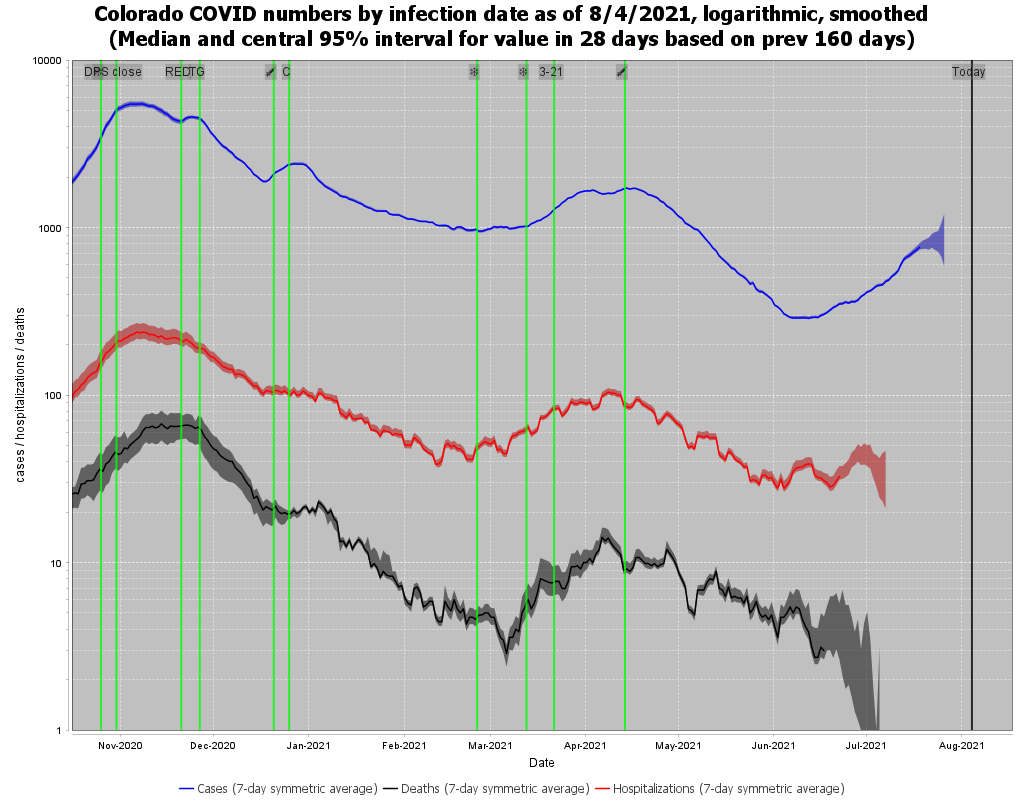 Colorado COVID numbers by infection date as of 8/4/2021, logarithmic, smoothed
(Median and central 95% interval for value in 28 days based on prev 160 days)
close
RED
TG
C
❄
❄
3-21
Today
10000
1000
100
10
1
cases / hospitalizations / deaths
Nov-2020
Dec-2020
Jan-2021
Feb-2021
Mar-2021
Apr-2021
May-2021
Jun-2021
Jul-2021
Aug-2021
Date
Cases (7-day symmetric average)
Deaths (7-day symmetric average)
Hospitalizations (7-day symmetric average)